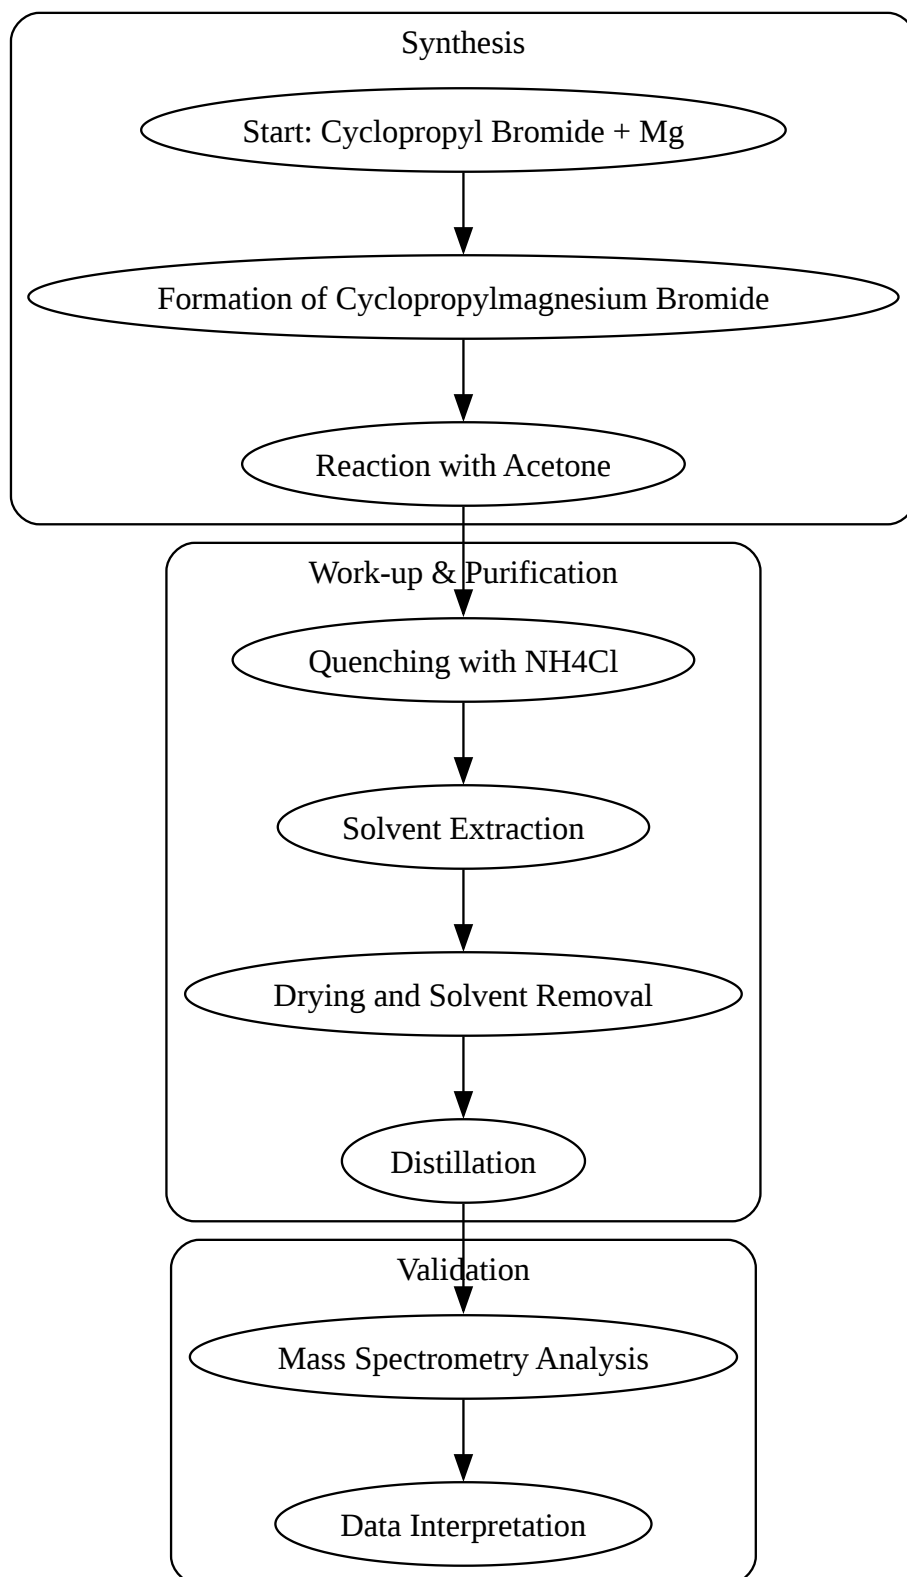 Synthesis
Start: Cyclopropyl Bromide + Mg
Formation of Cyclopropylmagnesium Bromide
Reaction with Acetone
Work-up & Purification
Quenching with NH4Cl
Solvent Extraction
Drying and Solvent Removal
Distillation
Validation
Mass Spectrometry Analysis
Data Interpretation